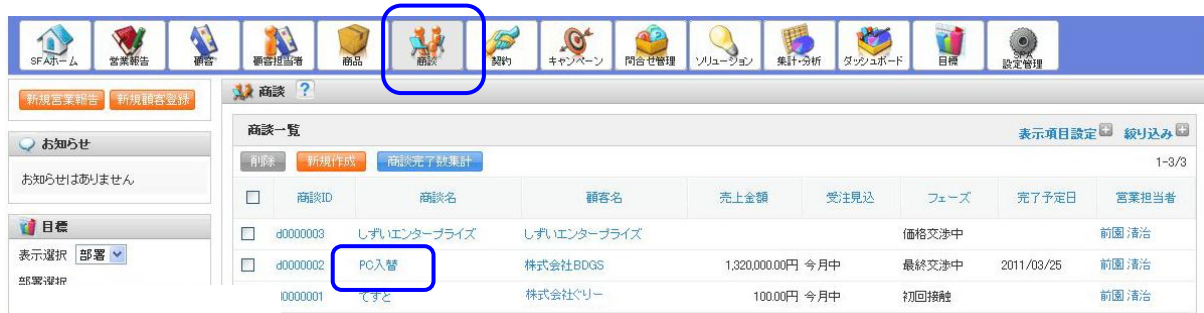 SFAホーム 営業報告 顧客 顧客担当者 商品 商談 契約 キャンペーン 問合せ管理 ソリューション 集計・分析 ダッシュボード 目標 SFA設定管理
新規営業報告 新規顧客登録
商談 ?
お知らせ
お知らせはありません
目標
表示選択 部署
部署選択
商談一覧 表示項目設定 絞り込み
削除 新規作成 商談完了数集計 1-3/3
商談ID 商談名 顧客名 売上金額 受注見込 フェーズ 完了予定日 営業担当者
d0000003 しずいエンタープライズ しずいエンタープライズ 価格交渉中 前園 清治
d0000002 PC入替 株式会社BDGS 1,320,000.00円 今月中 最終交渉中 2011/03/25 前園 清治
0000001 てすと 株式会社ぐりー 100.00円 今月中 初回接触 前園 清治